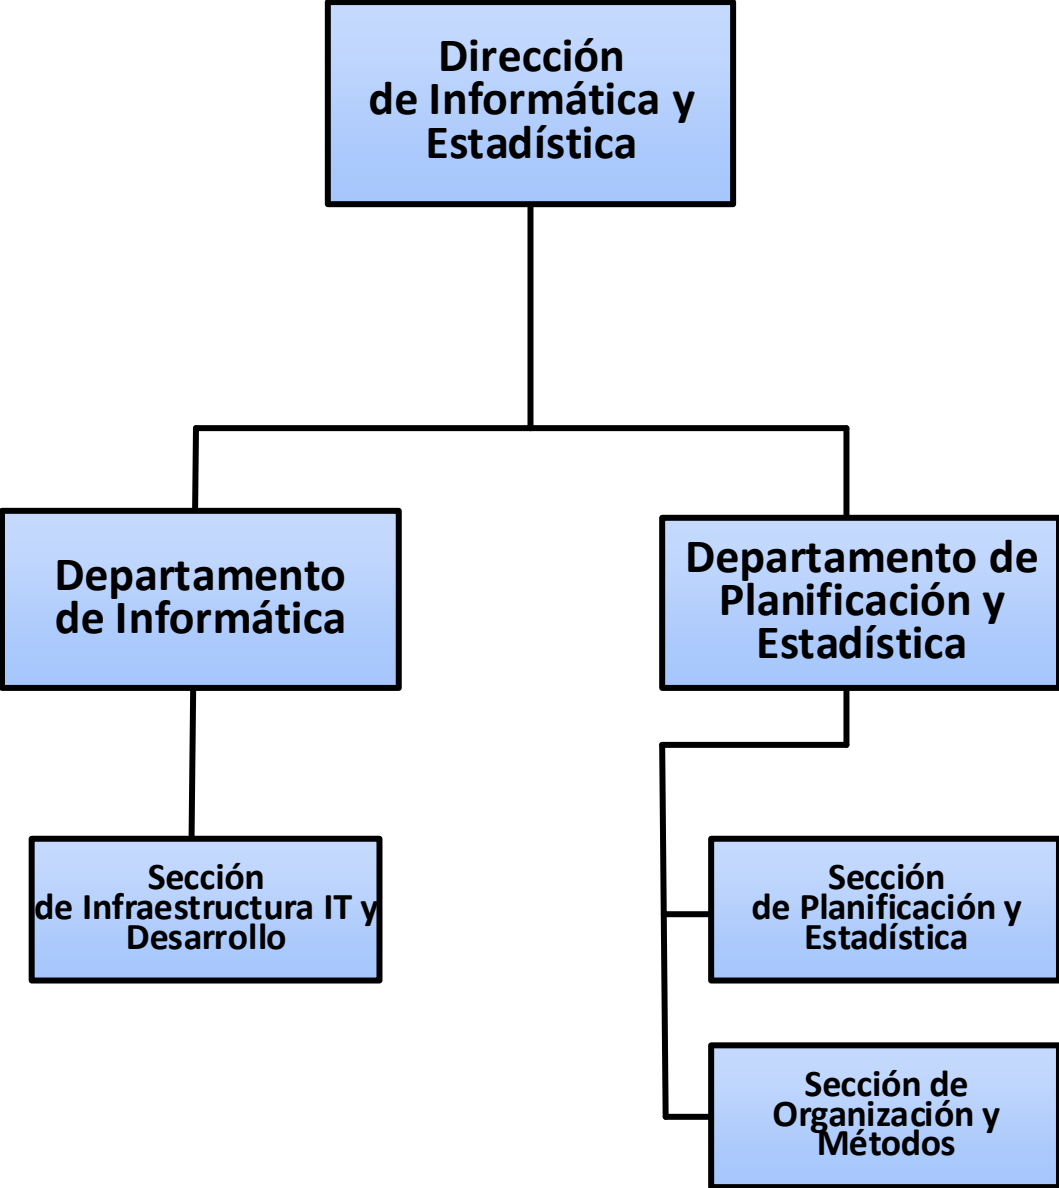 Dirección
de Informática y
Estadística
Departamento
de Informática
Departamento de
Planificación y
Estadística
Sección
de Infraestructura IT y
Desarrollo
Sección
de Planificación y
Estadística
Sección de
Organización y
Métodos